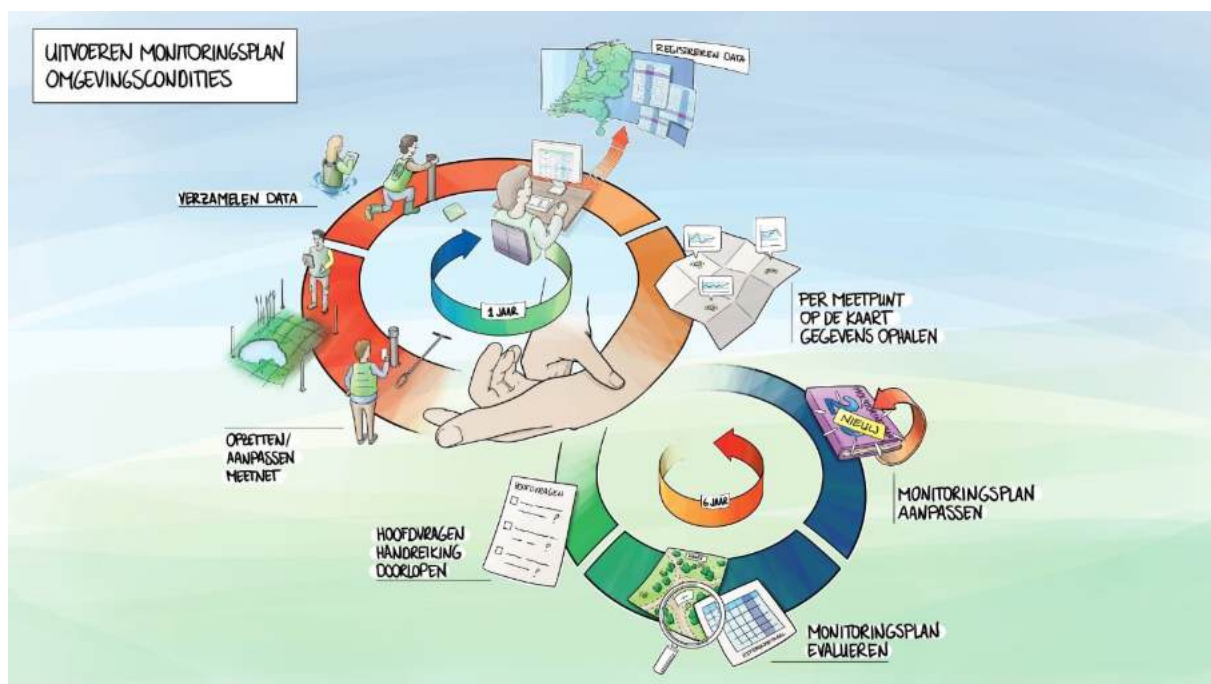 UITVOEREN MONITORINGSPLAN
OMGEVINGSCONDITIES
REGISTREREN DATA
VERZAMELEN DATA
1 JAAR
PER MEETPUNT
OP DE KAART
GEGEVENS OPHALEN
OPZETTEN/
AANPASSEN
MEETNET
NIEUW
6 JAAR
HOOFDVRAGEN
MONITORINGSPLAN
AANPASSEN
HOOFDVRAGEN
HANDREIKING
DOORLOPEN
MONITORINGSPLAN
EVALUEREN